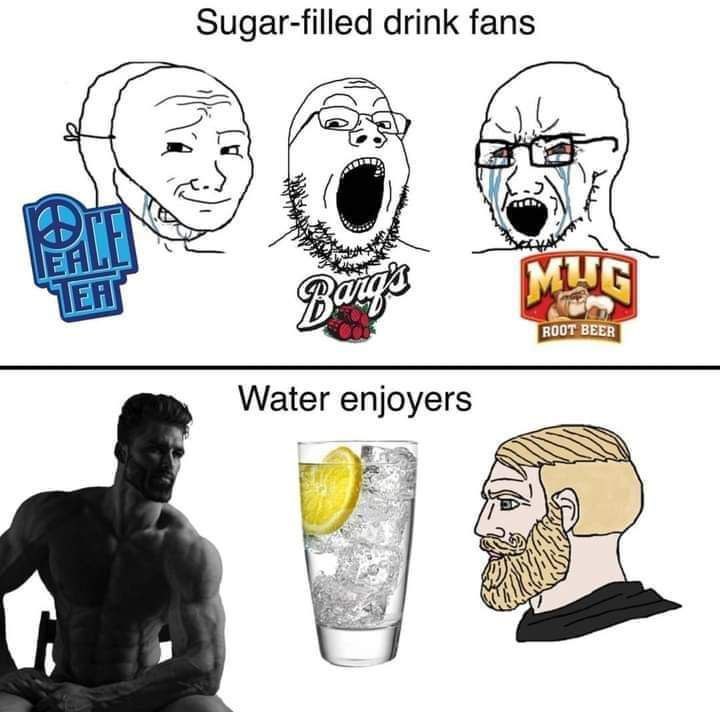 Sugar-filled drink fans
PEACE
TEA
Barq's
MUG
ROOT BEER
Water enjoyers